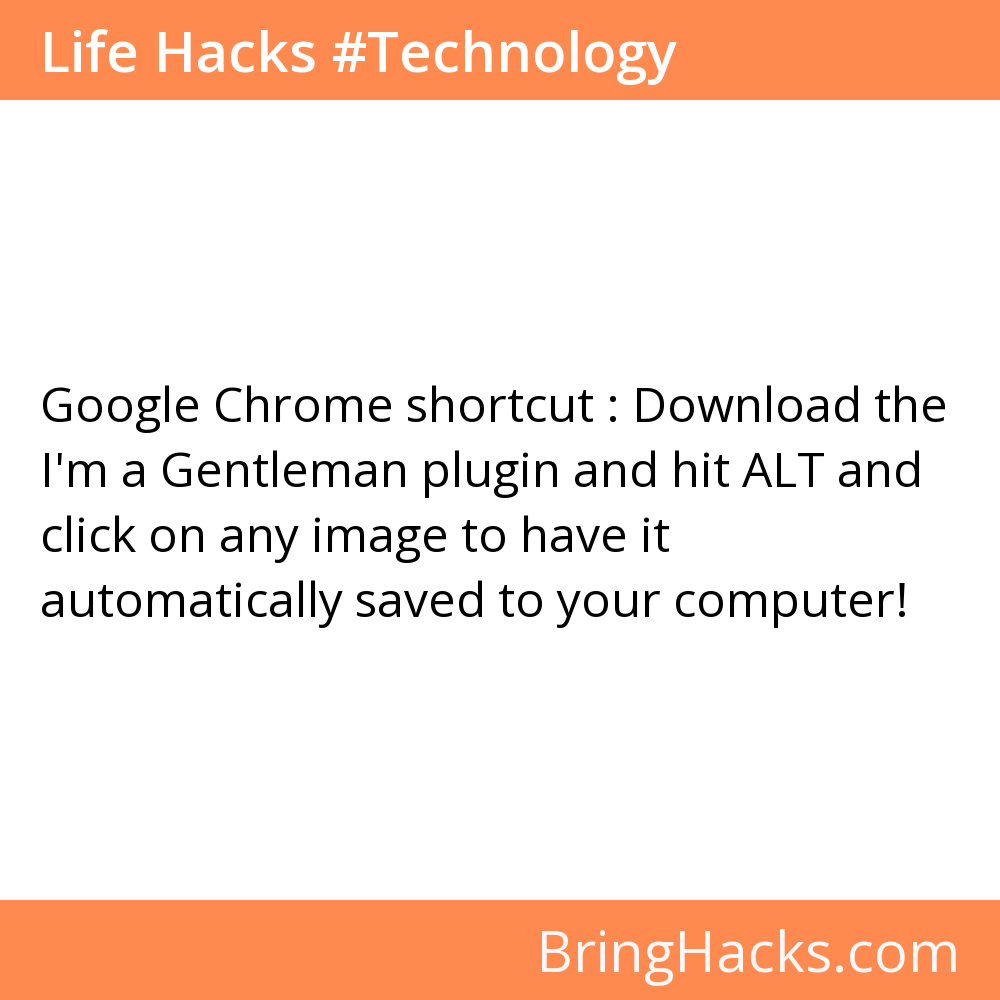 Life Hacks #Technology
Google Chrome shortcut : Download the
I'm a Gentleman plugin and hit ALT and
click on any image to have it
automatically saved to your computer!
BringHacks.com